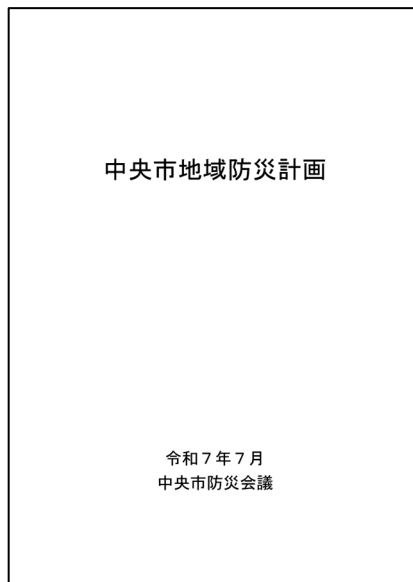 中央市地域防災計画
令和７年７月
中央市防災会議